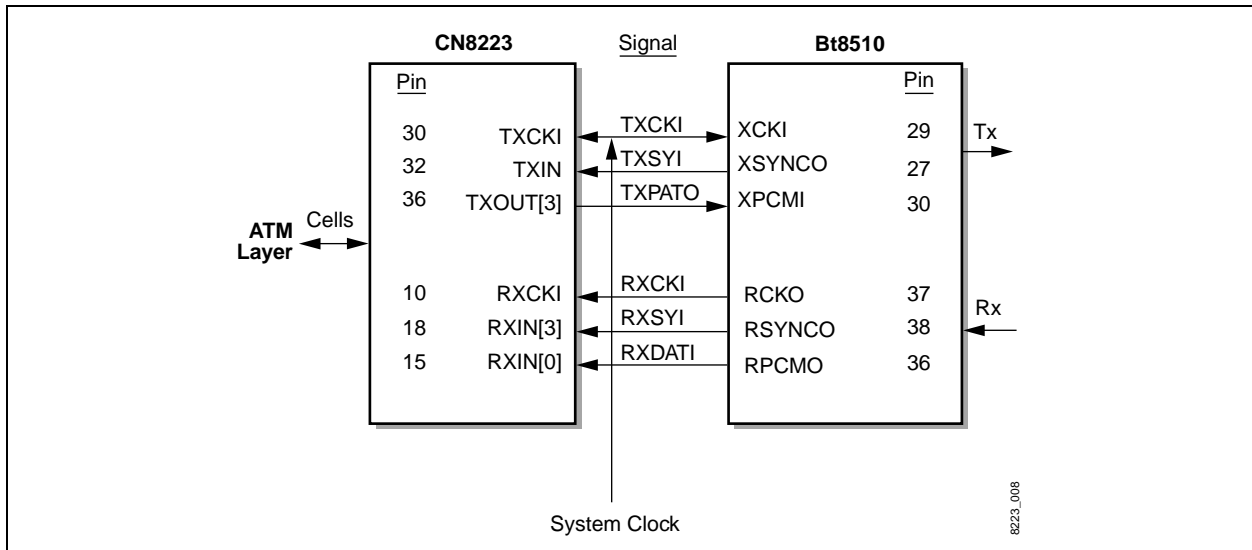 CN8223 Signal Bt8510
Pin Pin
30 TXCKI TXCKI XCKI 29 Tx
32 TXIN TXSYI XSYNCO 27
36 TXOUT[3] TXPATO XPCMI 30
ATM Layer Cells
10 RXCKI RXCKI RCKO 37 Rx
18 RXIN[3] RXSYI RSYNCO 38
15 RXIN[0] RXDATI RPCMO 36
System Clock
8223_008